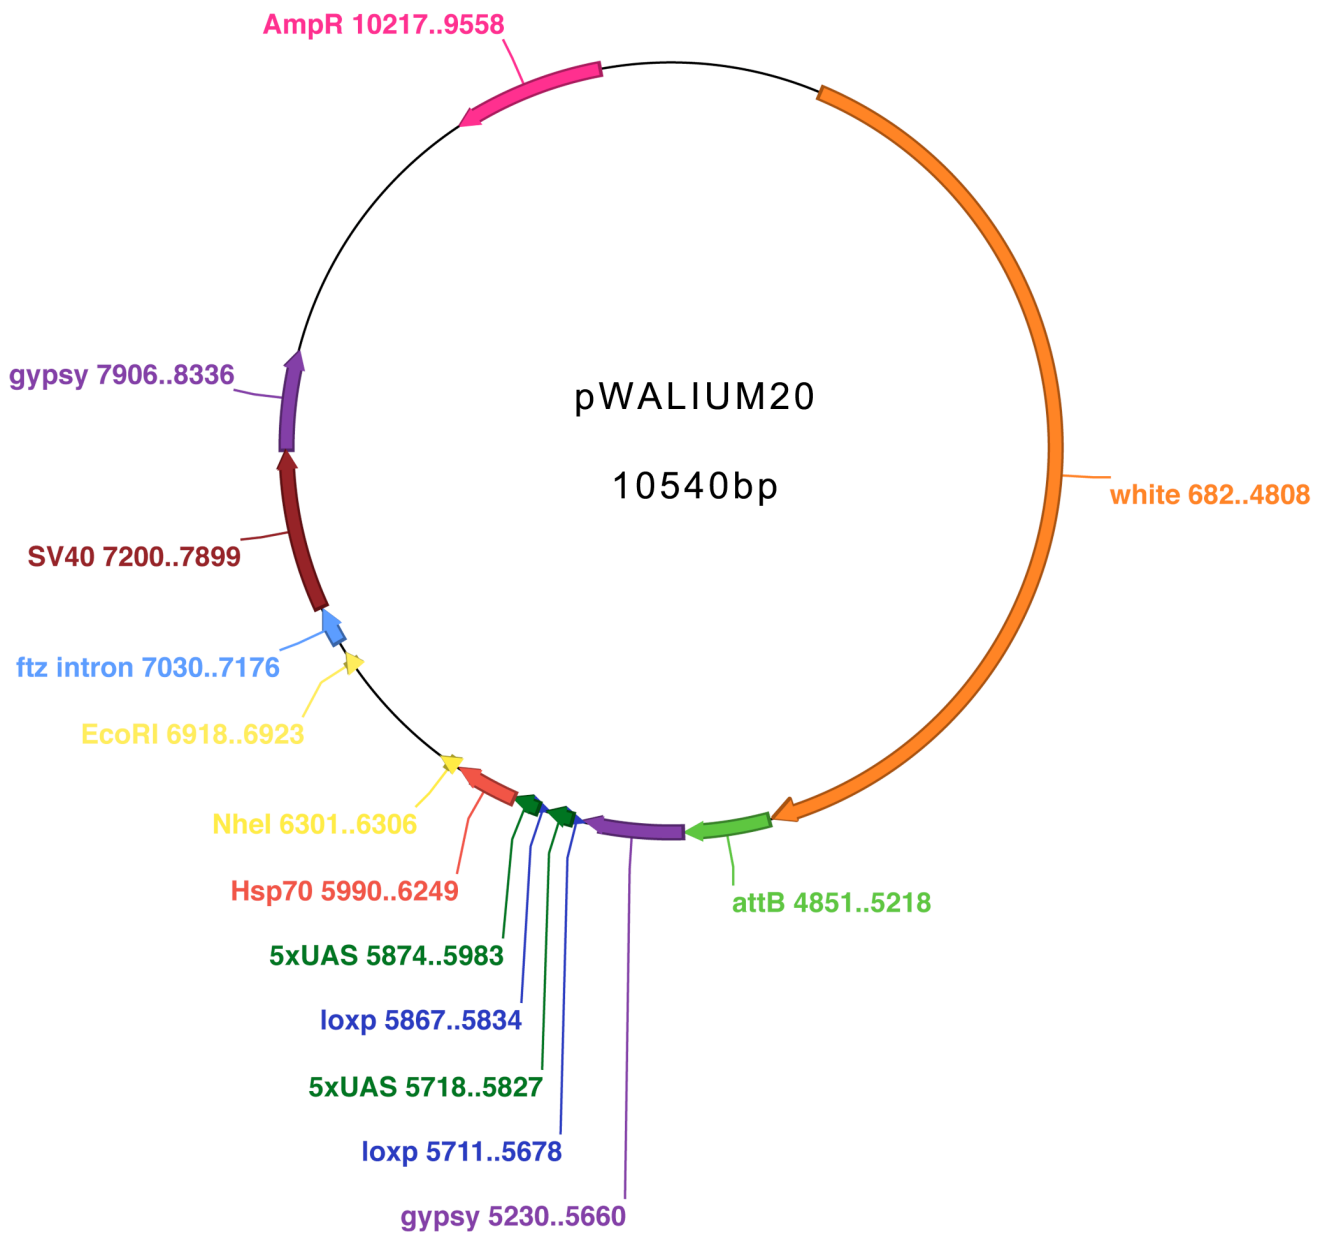 AmpR 10217..9558
gypsy 7906..8336
pWALIUM20
10540bp
white 682..4808
SV40 7200..7899
ftz intron 7030..7176
EcoRI 6918..6923
NheI 6301..6306
Hsp70 5990..6249
attB 4851..5218
5xUAS 5874..5983
loxp 5867..5834
5xUAS 5718..5827
loxp 5711..5678
gypsy 5230..5660